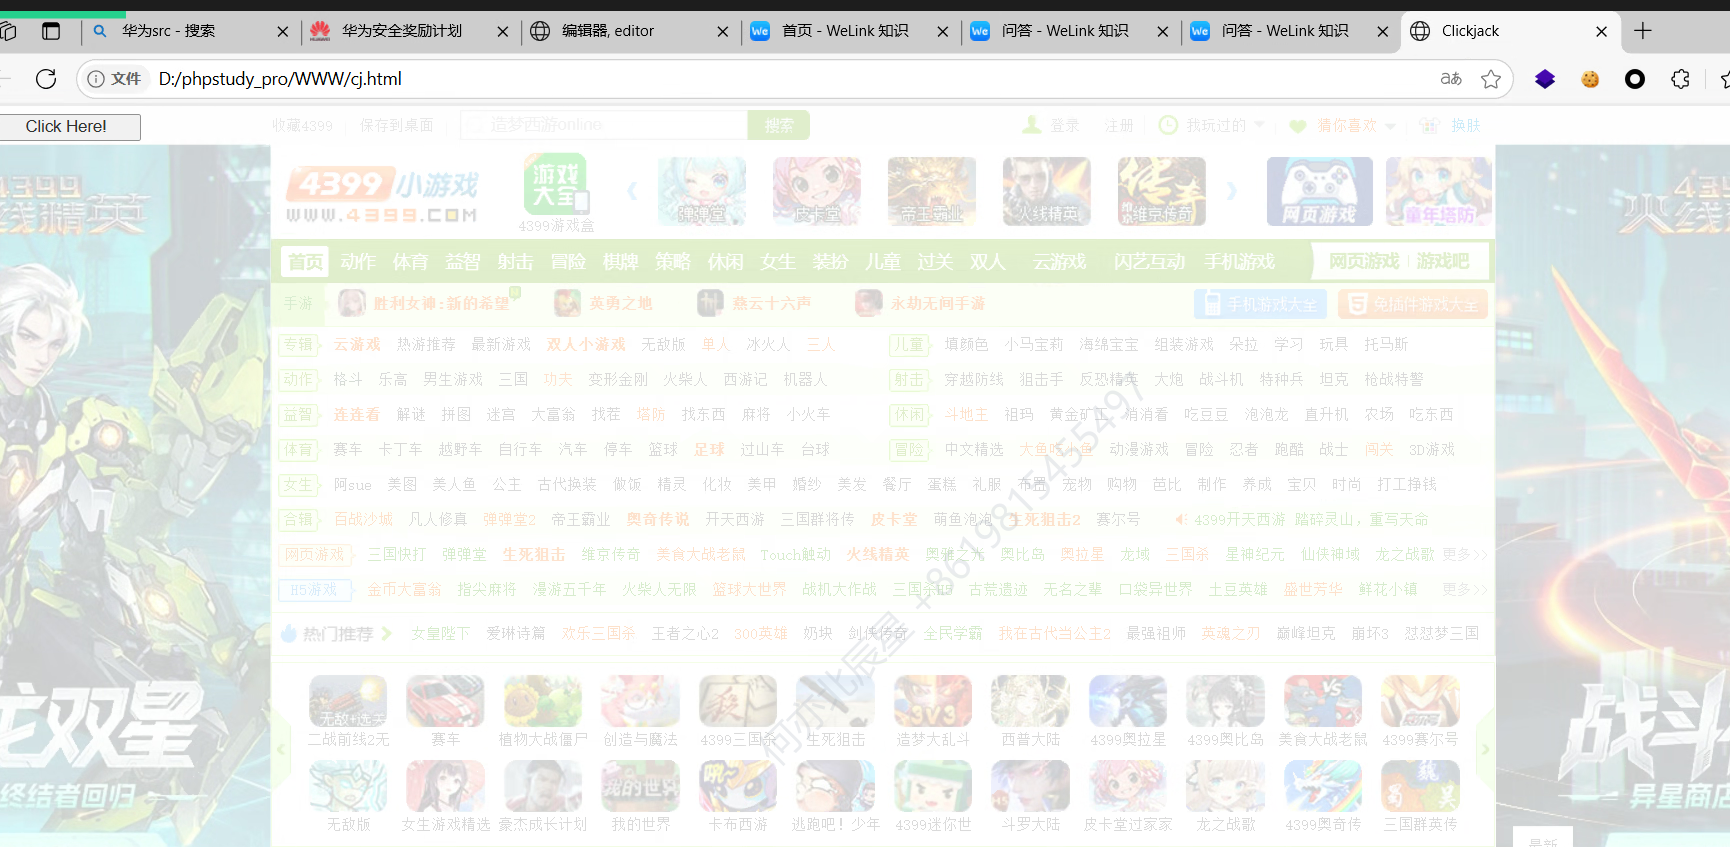 华为src - 搜索 华为安全奖励计划 编辑器, editor 首页 - WeLink 知识 问答 - WeLink 知识 问答 - WeLink 知识 Clickjack
文件 D:/phpstudy_pro/WWW/cj.html
Click Here! 收藏4399 保存到桌面 造梦西游online 搜索 登录 注册 我玩过的 猜你喜欢 换肤
4399小游戏
www.4399.com
游戏大全
4399游戏盒
弹弹堂 皮卡堂 帝王霸业 火线精英 维京传奇 网页游戏 童年塔防
首页 动作 体育 益智 射击 冒险 棋牌 策略 休闲 女生 装扮 儿童 过关 双人 云游戏 闪艺互动 手机游戏 网页游戏 游戏吧
手游 胜利女神:新的希望 英勇之地 燕云十六声 永劫无间手游 手机游戏大全 免插件游戏大全
专辑 云游戏 热游推荐 最新游戏 双人小游戏 无敌版 单人 冰火人 三人 儿童 填颜色 小马宝莉 海绵宝宝 组装游戏 朵拉 学习 玩具 托马斯
动作 格斗 乐高 男生游戏 三国 功夫 变形金刚 火柴人 西游记 机器人 射击 穿越防线 狙击手 反恐精英 大炮 战斗机 特种兵 坦克 枪战特警
益智 连连看 解谜 拼图 迷宫 大富翁 找茬 塔防 找东西 麻将 小火车 休闲 斗地主 祖玛 黄金矿工 消消看 吃豆豆 泡泡龙 直升机 农场 吃东西
体育 赛车 卡丁车 越野车 自行车 汽车 停车 篮球 足球 过山车 台球 冒险 中文精选 大鱼吃小鱼 动漫游戏 冒险 忍者 跑酷 战士 闯关 3D游戏
女生 阿sue 美图 美人鱼 公主 古代换装 做饭 精灵 化妆 美甲 婚纱 美发 餐厅 蛋糕 礼服 布置 宠物 购物 芭比 制作 养成 宝贝 时尚 打工挣钱
合辑 百战沙城 凡人修真 弹弹堂2 帝王霸业 奥奇传说 开天西游 三国群将传 皮卡堂 萌鱼泡泡 生死狙击2 赛尔号 4399开天西游 踏碎灵山，重写天命
网页游戏 三国快打 弹弹堂 生死狙击 维京传奇 美食大战老鼠 Touch触动 火线精英 奥雅之光 奥比岛 奥拉星 龙域 三国杀 星神纪元 仙侠神域 龙之战歌 更多>>
H5游戏 金币大富翁 指尖麻将 漫游五千年 火柴人无限 篮球大世界 战机大作战 三国杀H5 古荒遗迹 无名之辈 口袋异世界 土豆英雄 盛世芳华 鲜花小镇 更多>>
热门推荐 女皇陛下 爱琳诗篇 欢乐三国杀 王者之心2 300英雄 奶块 剑侠传奇 全民学霸 我在古代当公主2 最强祖师 英魂之刃 巅峰坦克 崩坏3 怼怼梦三国
无敌+选关
二战前线2无 赛车 植物大战僵尸 创造与魔法 4399三国杀 生死狙击 造梦大乱斗 西普大陆 4399奥拉星 4399奥比岛 美食大战老鼠 4399赛尔号
无敌版 女生游戏精选 豪杰成长计划 我的世界 卡布西游 逃跑吧！少年 4399迷你世 斗罗大陆 皮卡堂过家家 龙之战歌 4399奥奇传 三国群英传
双星
终结者回归
战斗
异星商店
+8619815455497